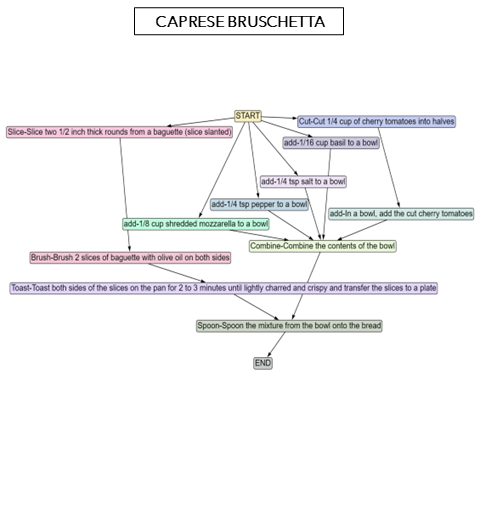 CAPRESE BRUSCHETTA
START
Cut-Cut 1/4 cup of cherry tomatoes into halves
Slice-Slice two 1/2 inch thick rounds from a baguette (slice slanted)
add-1/16 cup basil to a bowl
add-1/4 tsp salt to a bowl
add-1/4 tsp pepper to a bowl
add-In a bowl, add the cut cherry tomatoes
add-1/8 cup shredded mozzarella to a bowl
Combine-Combine the contents of the bowl
Brush-Brush 2 slices of baguette with olive oil on both sides
Toast-Toast both sides of the slices on the pan for 2 to 3 minutes until lightly charred and crispy and transfer the slices to a plate
Spoon-Spoon the mixture from the bowl onto the bread
END